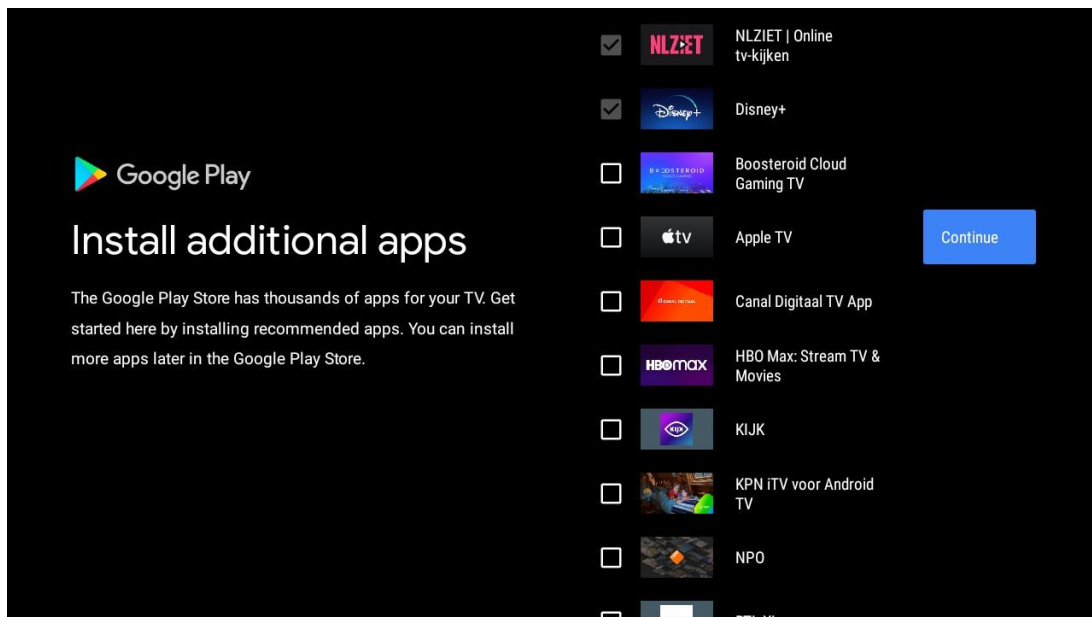 Google Play
Install additional apps
The Google Play Store has thousands of apps for your TV. Get
started here by installing recommended apps. You can install
more apps later in the Google Play Store.
NLZIET
NLZIET | Online
tv-kijken
Disney+
Disney+
BOOSTEROID
Boosteroid Cloud
Gaming TV
tv
Apple TV
CANAL DIGITAAL
Canal Digitaal TV App
HBOmax
HBO Max: Stream TV &
Movies
KIJK
KIJK
KPN iTV voor Android
TV
NPO
Continue